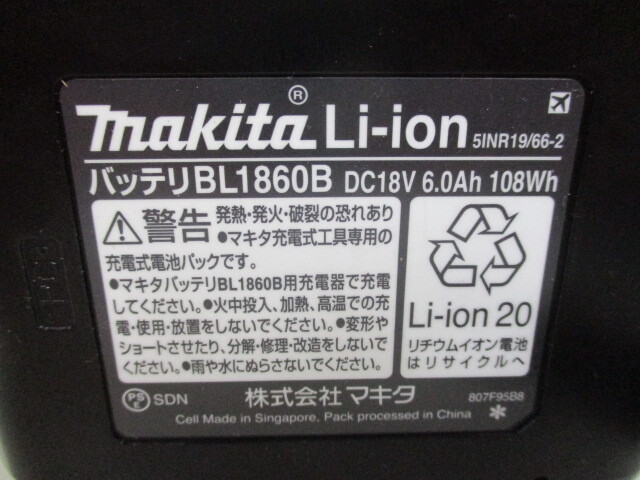 makita® Li-ion 5INR19/66-2
バッテリBL1860B DC18V 6.0Ah 108Wh
警告 発熱・発火・破裂の恐れあり
●マキタ充電式工具専用の
充電式電池パックです。
●マキタバッテリBL1860B用充電器で充電
してください。●火中投入、加熱、高温での充
電・使用・放置をしないでください。●変形や
ショートさせたり、分解・修理・改造をしないで
ください。●雨や水にぬらさないでください。
Li-ion 20
リチウムイオン電池
はリサイクルへ
PS E SDN 株式会社 マキタ 807F95B8
Cell Made in Singapore, Pack processed in China *